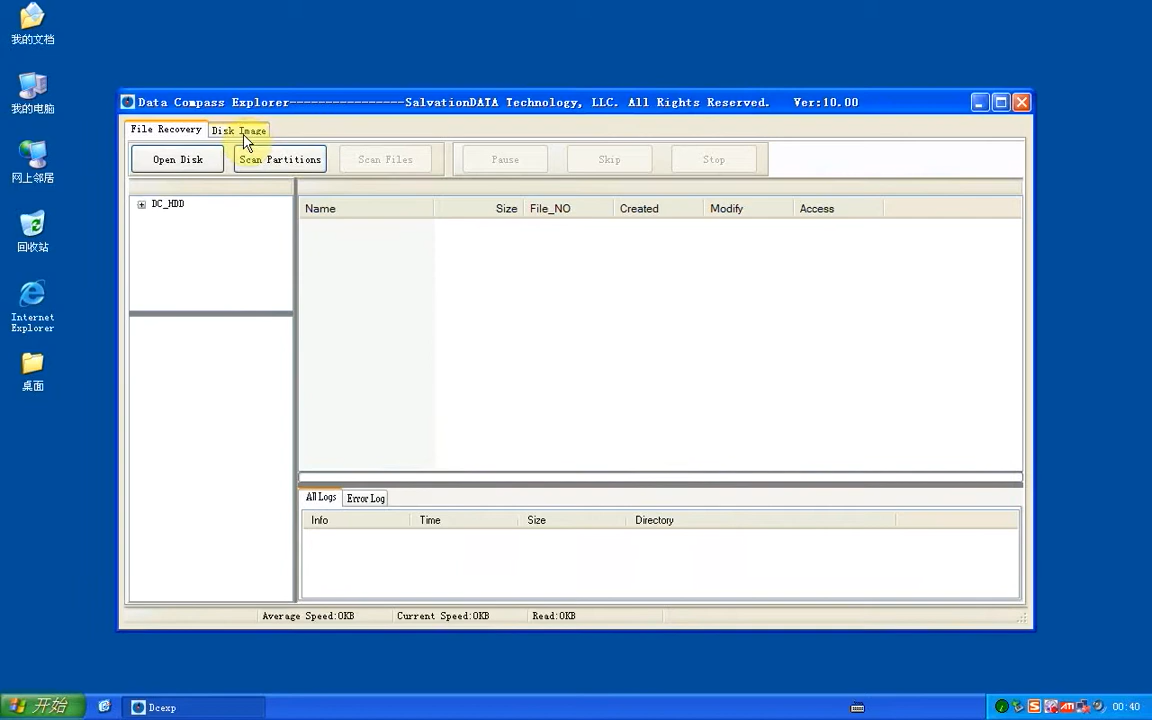 我的文档
我的电脑
网上邻居
回收站
Internet
Explorer
桌面
Data Compass Explorer----------------SalvationDATA Technology, LLC. All Rights Reserved. Ver:10.00
File Recovery Disk Image
Open Disk Scan Partitions Scan Files Pause Skip Stop
DC_HDD
Name Size File_NO Created Modify Access
All Logs Error Log
Info Time Size Directory
Average Speed:0KB Current Speed:0KB Read:0KB
开始 Dcexp 00:40